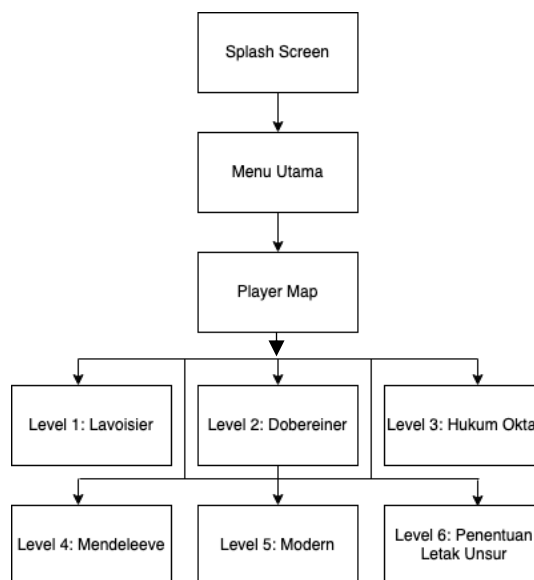 Splash Screen
Menu Utama
Player Map
Level 1: Lavoisier
Level 2: Dobereiner
Level 3: Hukum Okta
Level 4: Mendeleeve
Level 5: Modern
Level 6: Penentuan
Letak Unsur